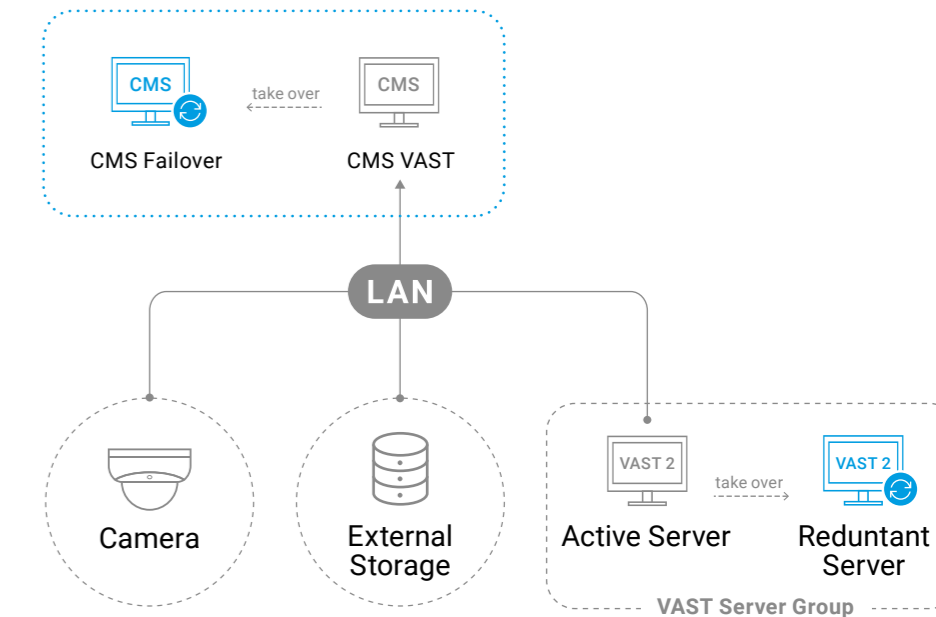 CMS
take over
CMS
CMS Failover
CMS VAST
LAN
Camera
External
Storage
VAST 2
take over
VAST 2
Active Server
Reduntant
Server
VAST Server Group